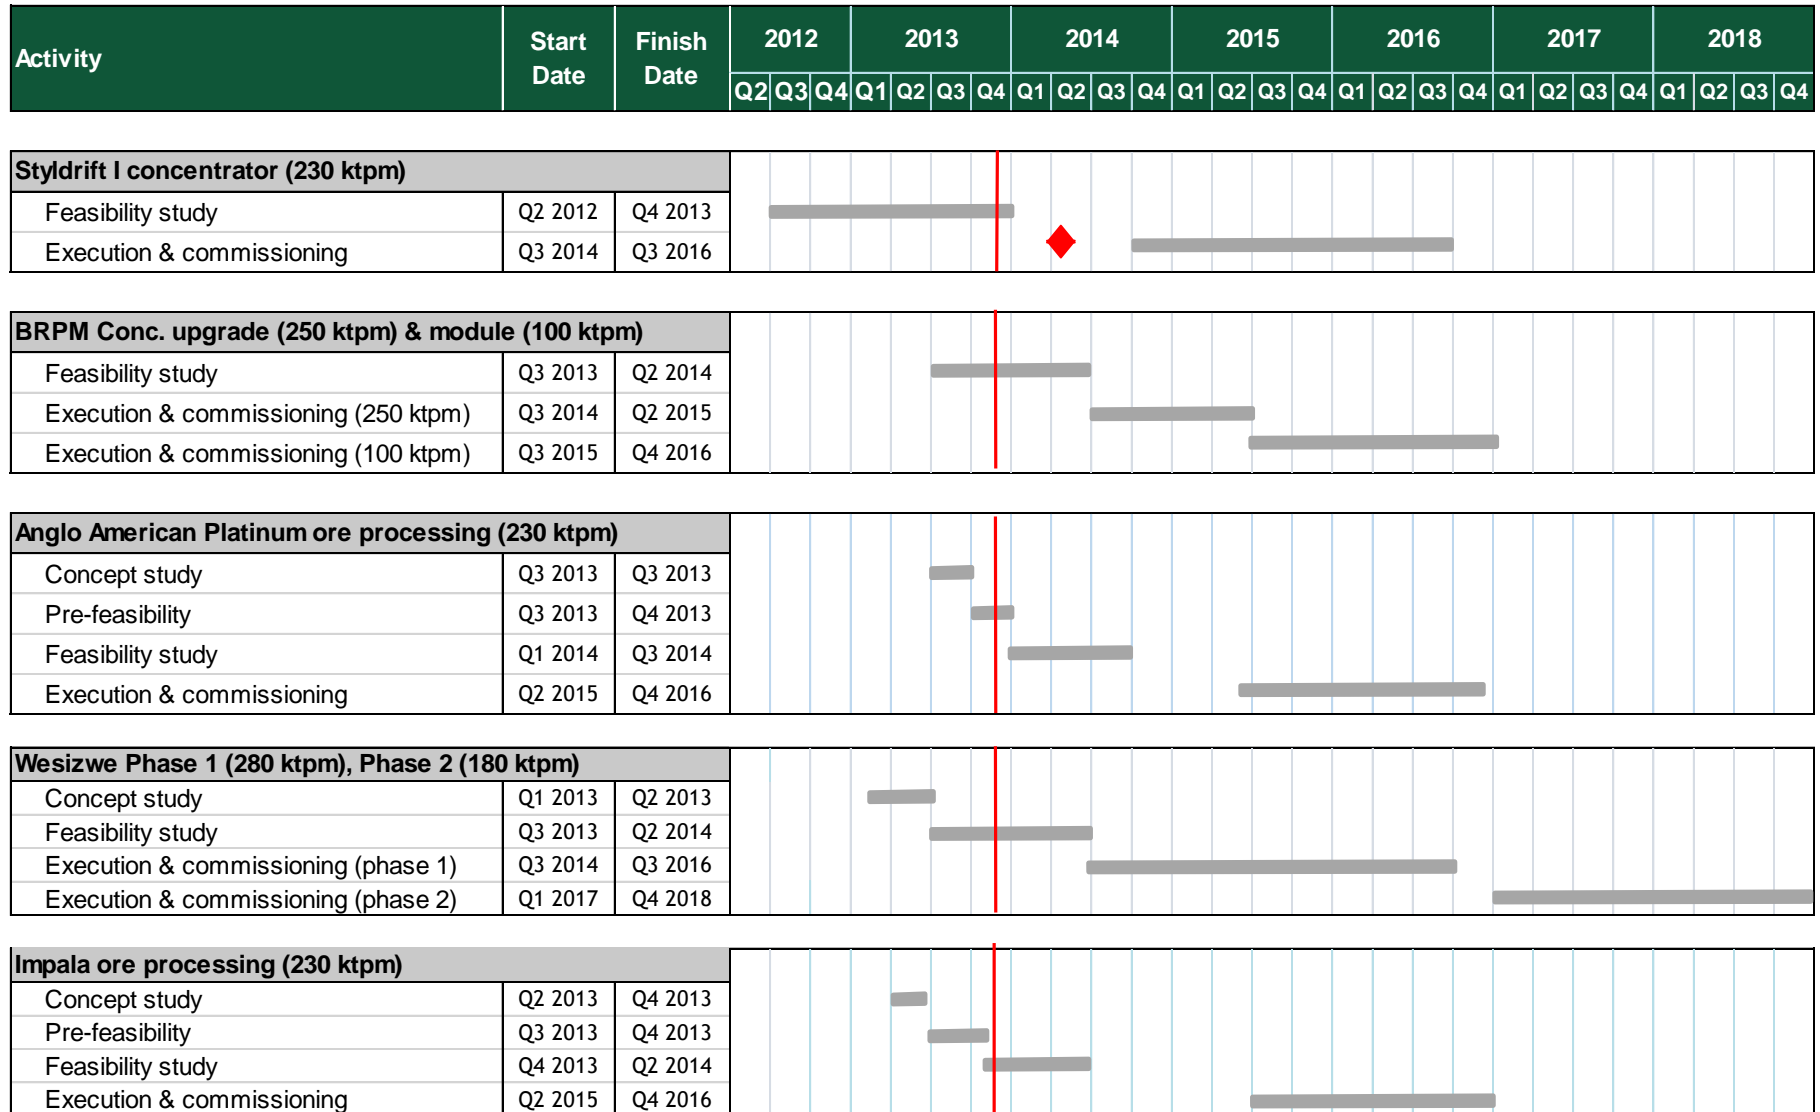 Activity Start Date Finish Date 2012 2013 2014 2015 2016 2017 2018
Q2 Q3 Q4 Q1 Q2 Q3 Q4 Q1 Q2 Q3 Q4 Q1 Q2 Q3 Q4 Q1 Q2 Q3 Q4 Q1 Q2 Q3 Q4 Q1 Q2 Q3 Q4
Styldrift I concentrator (230 ktpm)
Feasibility study Q2 2012 Q4 2013
Execution & commissioning Q3 2014 Q3 2016
BRPM Conc. upgrade (250 ktpm) & module (100 ktpm)
Feasibility study Q3 2013 Q2 2014
Execution & commissioning (250 ktpm) Q3 2014 Q2 2015
Execution & commissioning (100 ktpm) Q3 2015 Q4 2016
Anglo American Platinum ore processing (230 ktpm)
Concept study Q3 2013 Q3 2013
Pre-feasibility Q3 2013 Q4 2013
Feasibility study Q1 2014 Q3 2014
Execution & commissioning Q2 2015 Q4 2016
Wesizwe Phase 1 (280 ktpm), Phase 2 (180 ktpm)
Concept study Q1 2013 Q2 2013
Feasibility study Q3 2013 Q2 2014
Execution & commissioning (phase 1) Q3 2014 Q3 2016
Execution & commissioning (phase 2) Q1 2017 Q4 2018
Impala ore processing (230 ktpm)
Concept study Q2 2013 Q4 2013
Pre-feasibility Q3 2013 Q4 2013
Feasibility study Q4 2013 Q2 2014
Execution & commissioning Q2 2015 Q4 2016